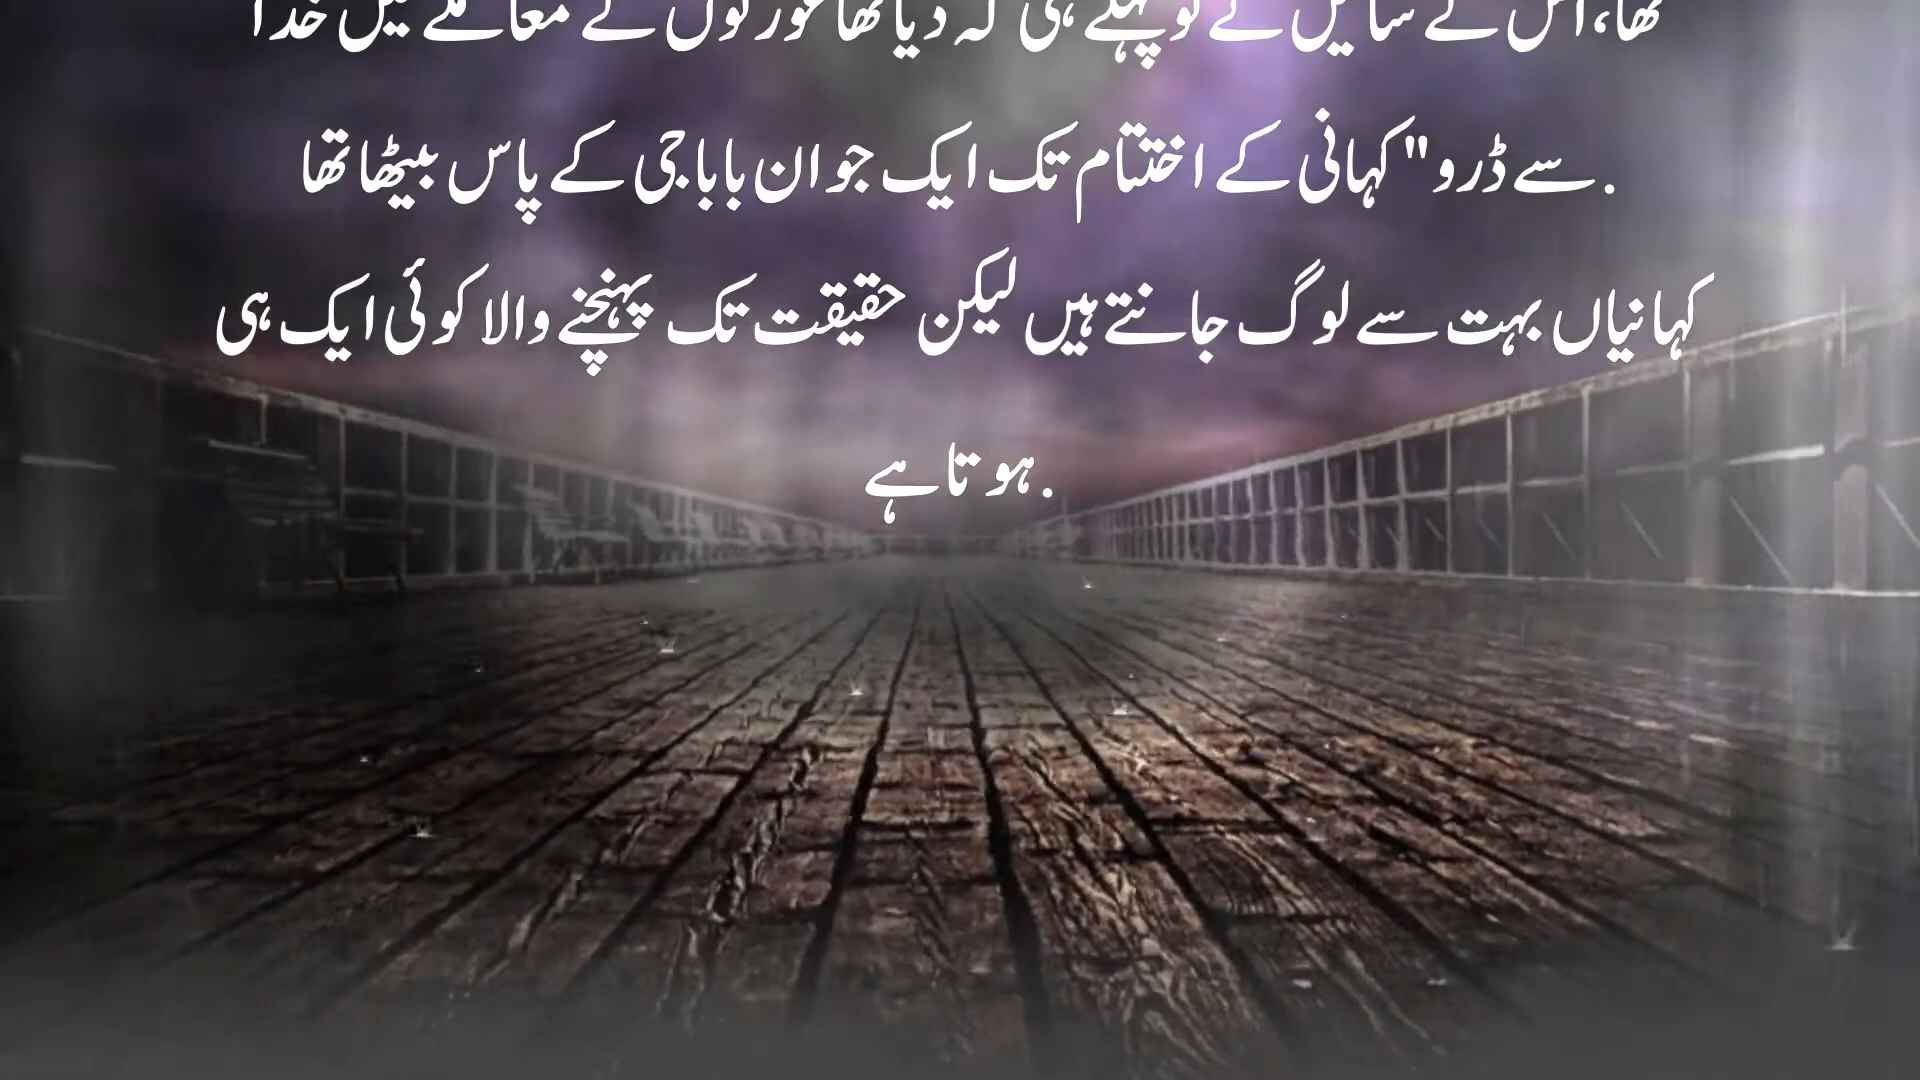 تھا، اس کے سائیں نے تو پہلے ہی کہہ دیا تھا عورتوں کے معاملے میں خدا
سے ڈرو" کہانی کے اختتام تک ایک جوان بابا جی کے پاس بیٹھا تھا.
کہانیاں بہت سے لوگ جانتے ہیں لیکن حقیقت تک پہنچنے والا کوئی ایک ہی
ہوتا ہے.